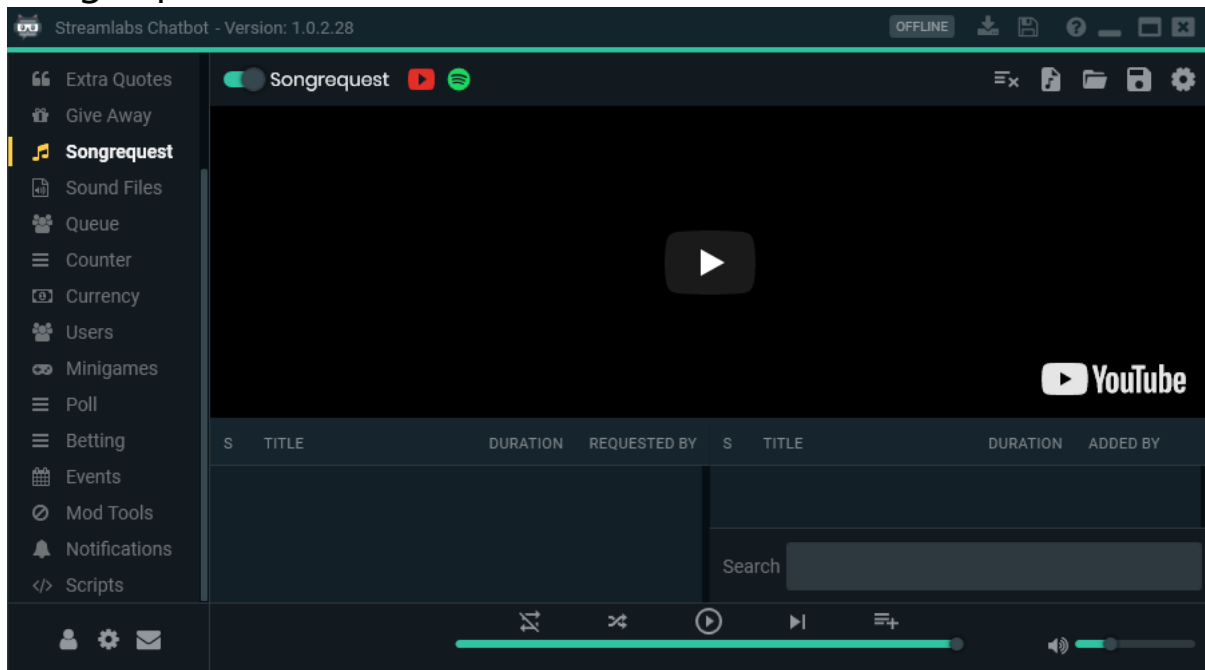 Streamlabs Chatbot - Version: 1.0.2.28
OFFLINE
Extra Quotes
Give Away
Songrequest
Sound Files
Queue
Counter
Currency
Users
Minigames
Poll
Betting
Events
Mod Tools
Notifications
Scripts
Songrequest
YouTube
S TITLE DURATION REQUESTED BY
S TITLE DURATION ADDED BY
Search